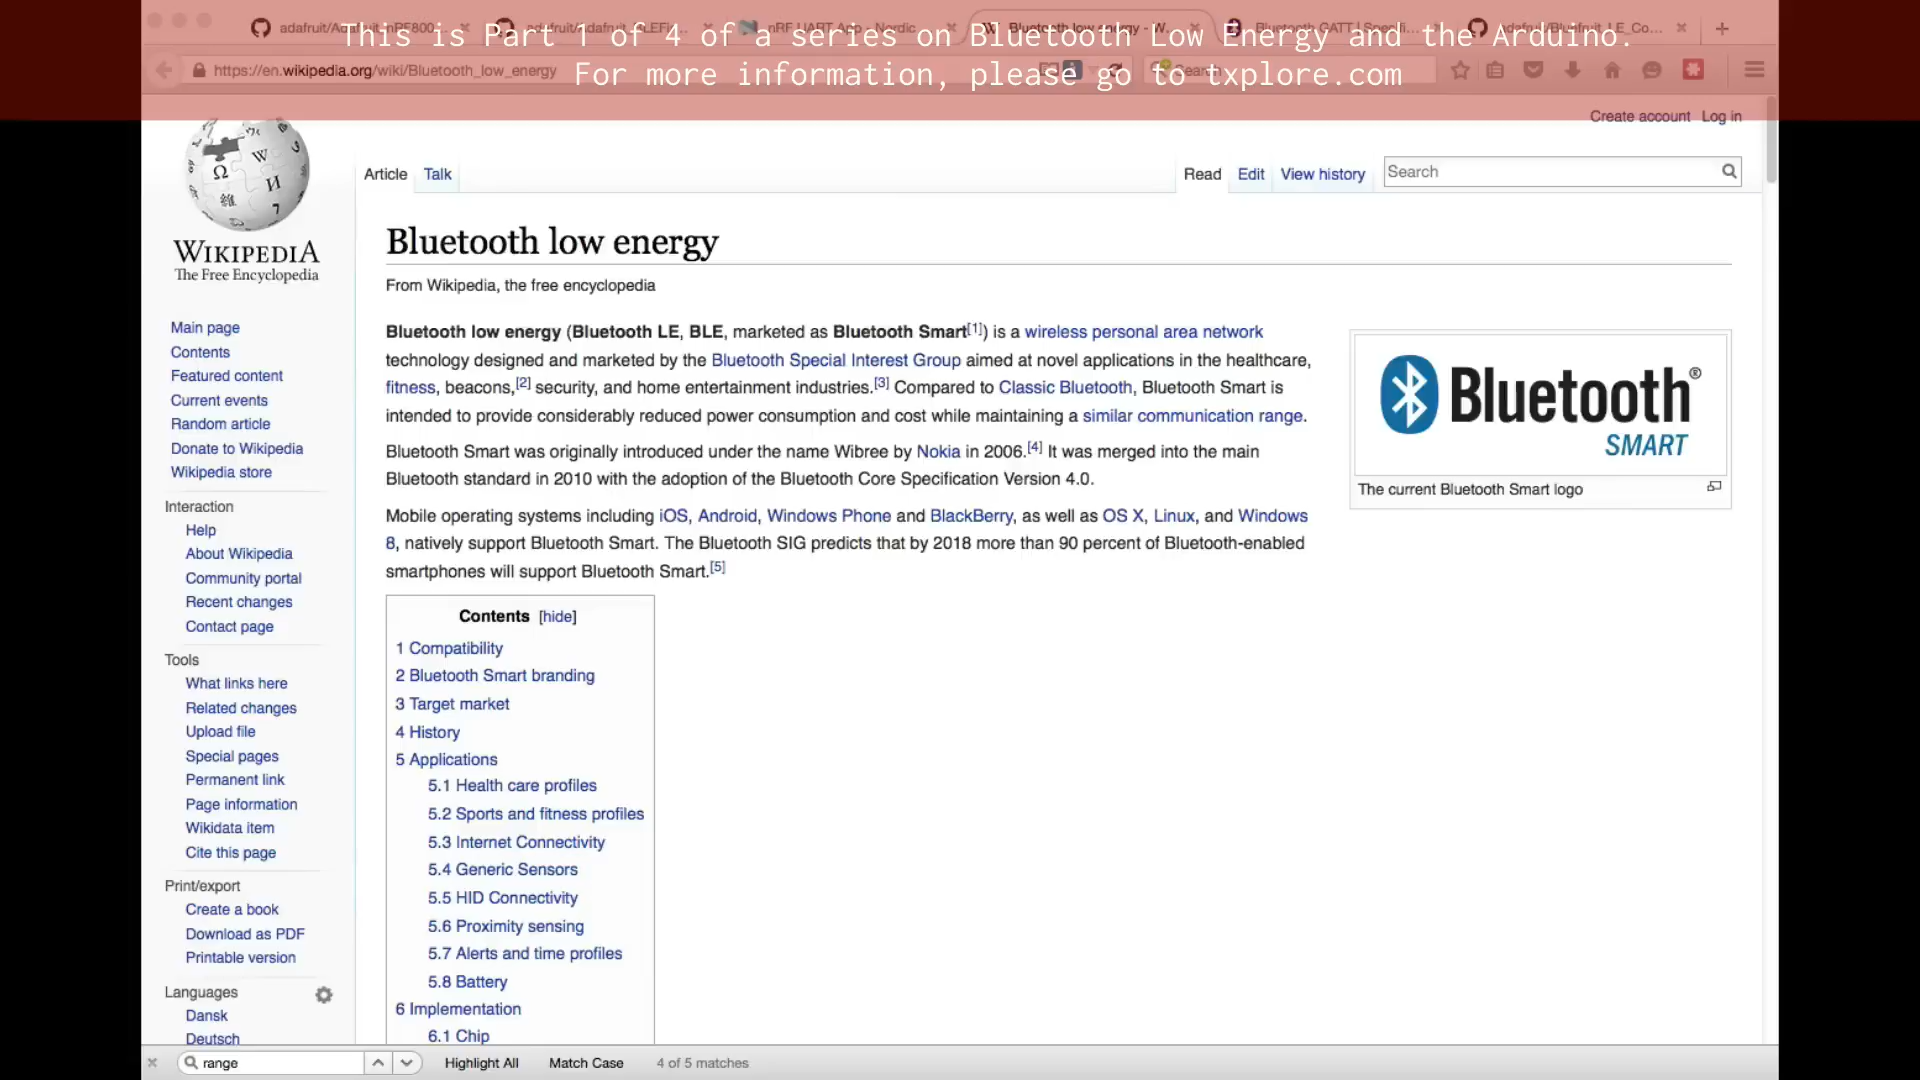 This is Part 1 of 4 of a series on Bluetooth Low Energy and the Arduino.
For more information, please go to txplore.com
https://en.wikipedia.org/wiki/Bluetooth_low_energy
Create account Log in
Article Talk Read Edit View history Search
WIKIPEDIA
The Free Encyclopedia
Main page
Contents
Featured content
Current events
Random article
Donate to Wikipedia
Wikipedia store
Interaction
Help
About Wikipedia
Community portal
Recent changes
Contact page
Tools
What links here
Related changes
Upload file
Special pages
Permanent link
Page information
Wikidata item
Cite this page
Print/export
Create a book
Download as PDF
Printable version
Languages
Dansk
Deutsch
Bluetooth low energy
From Wikipedia, the free encyclopedia
Bluetooth low energy (Bluetooth LE, BLE, marketed as Bluetooth Smart[1]) is a wireless personal area network
technology designed and marketed by the Bluetooth Special Interest Group aimed at novel applications in the healthcare,
fitness, beacons,[2] security, and home entertainment industries.[3] Compared to Classic Bluetooth, Bluetooth Smart is
intended to provide considerably reduced power consumption and cost while maintaining a similar communication range.
Bluetooth Smart was originally introduced under the name Wibree by Nokia in 2006.[4] It was merged into the main
Bluetooth standard in 2010 with the adoption of the Bluetooth Core Specification Version 4.0.
Mobile operating systems including iOS, Android, Windows Phone and BlackBerry, as well as OS X, Linux, and Windows
8, natively support Bluetooth Smart. The Bluetooth SIG predicts that by 2018 more than 90 percent of Bluetooth-enabled
smartphones will support Bluetooth Smart.[5]
Bluetooth®
SMART
The current Bluetooth Smart logo
Contents [hide]
1 Compatibility
2 Bluetooth Smart branding
3 Target market
4 History
5 Applications
5.1 Health care profiles
5.2 Sports and fitness profiles
5.3 Internet Connectivity
5.4 Generic Sensors
5.5 HID Connectivity
5.6 Proximity sensing
5.7 Alerts and time profiles
5.8 Battery
6 Implementation
6.1 Chip
range Highlight All Match Case 4 of 5 matches